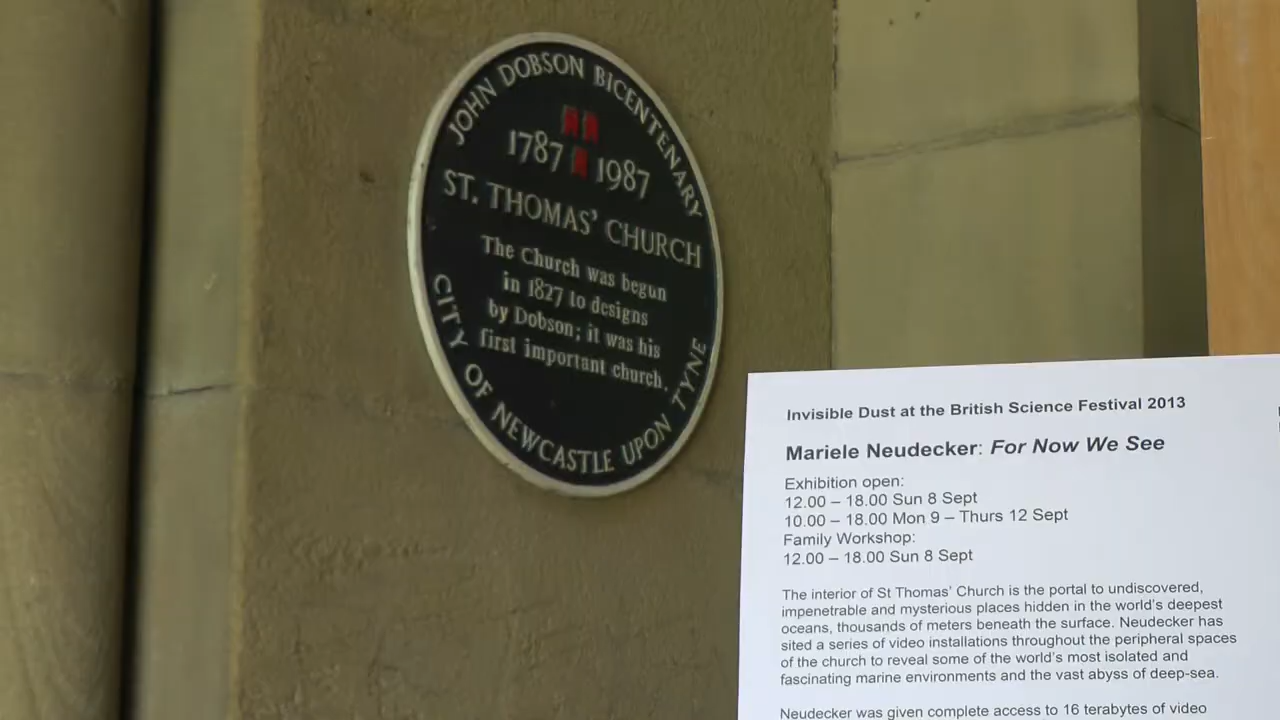 JOHN DOBSON BICENTENARY
1787 1987
ST. THOMAS' CHURCH
The Church was begun
in 1827 to designs
by Dobson; it was his
first important church.
CITY OF NEWCASTLE UPON TYNE
Invisible Dust at the British Science Festival 2013
Mariele Neudecker: For Now We See
Exhibition open:
12.00 – 18.00 Sun 8 Sept
10.00 – 18.00 Mon 9 – Thurs 12 Sept
Family Workshop:
12.00 – 18.00 Sun 8 Sept
The interior of St Thomas' Church is the portal to undiscovered,
impenetrable and mysterious places hidden in the world's deepest
oceans, thousands of meters beneath the surface. Neudecker has
sited a series of video installations throughout the peripheral spaces
of the church to reveal some of the world's most isolated and
fascinating marine environments and the vast abyss of deep-sea.
Neudecker was given complete access to 16 terabytes of video